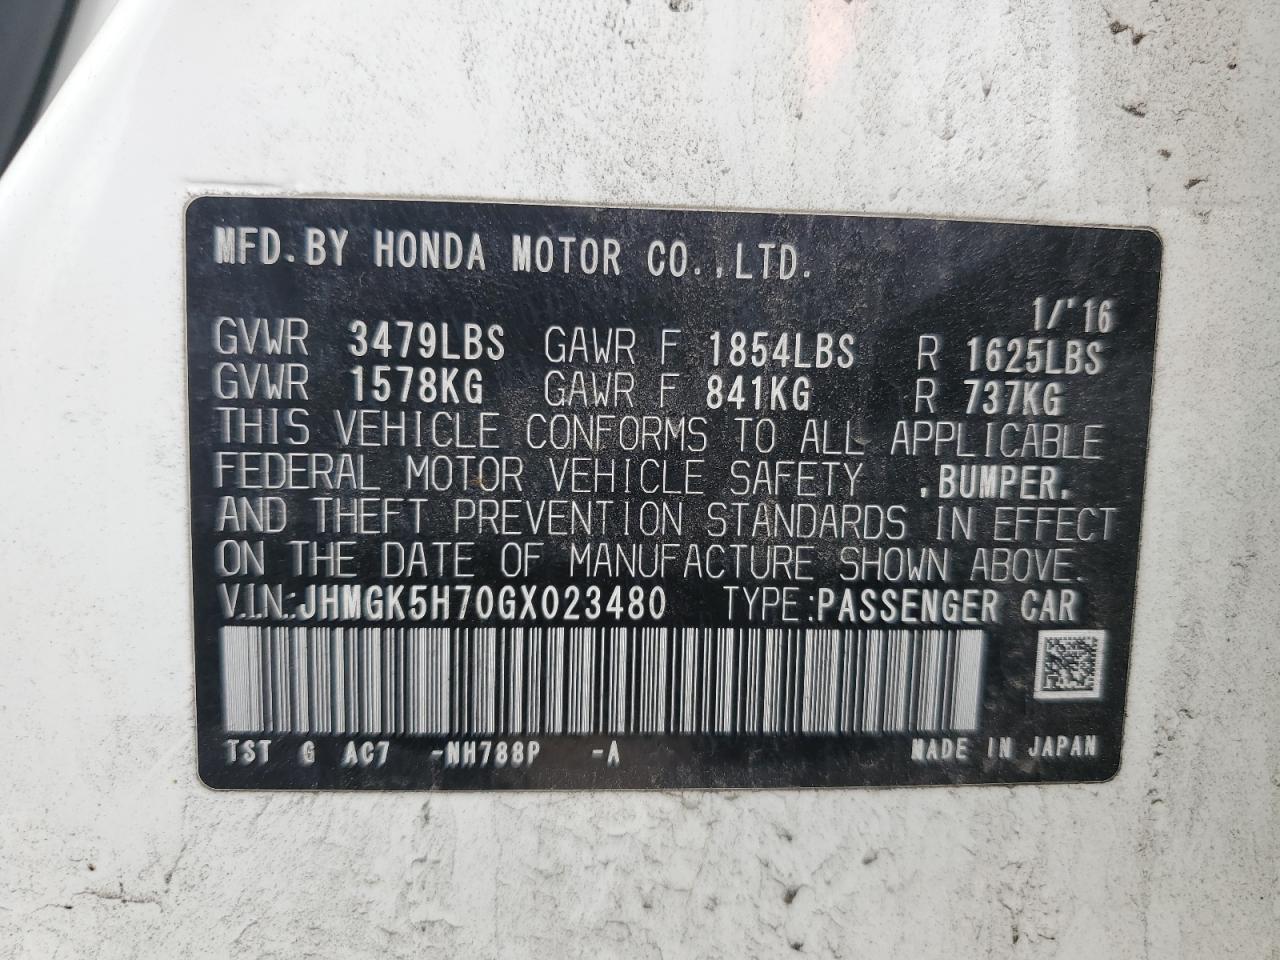 MFD.BY HONDA MOTOR CO.,LTD.
1/'16
GVWR 3479LBS GAWR F 1854LBS R 1625LBS
GVWR 1578KG GAWR F 841KG R 737KG
THIS VEHICLE CONFORMS TO ALL APPLICABLE
FEDERAL MOTOR VEHICLE SAFETY ,BUMPER,
AND THEFT PREVENTION STANDARDS IN EFFECT
ON THE DATE OF MANUFACTURE SHOWN ABOVE.
V.I.N.:JHMGK5H70GX023480 TYPE:PASSENGER CAR
TST G AC7 -NH788P -A MADE IN JAPAN